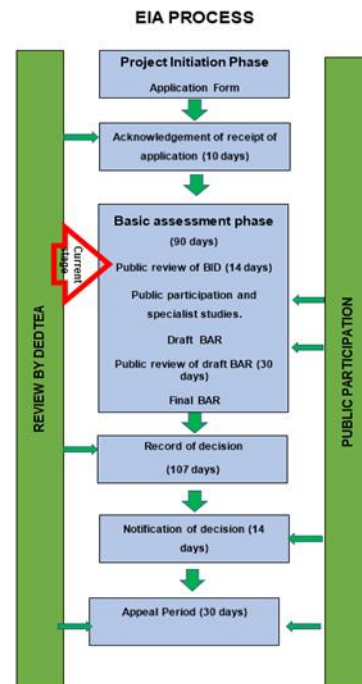 EIA PROCESS
Project Initiation Phase
Application Form
Acknowledgement of receipt of
application (10 days)
Current
stage
Basic assessment phase
(90 days)
Public review of BID (14 days)
Public participation and
specialist studies.
Draft BAR
Public review of draft BAR (30
days)
Final BAR
Record of decision
(107 days)
Notification of decision (14
days)
Appeal Period (30 days)
REVIEW BY DEDTEA
PUBLIC PARTICIPATION